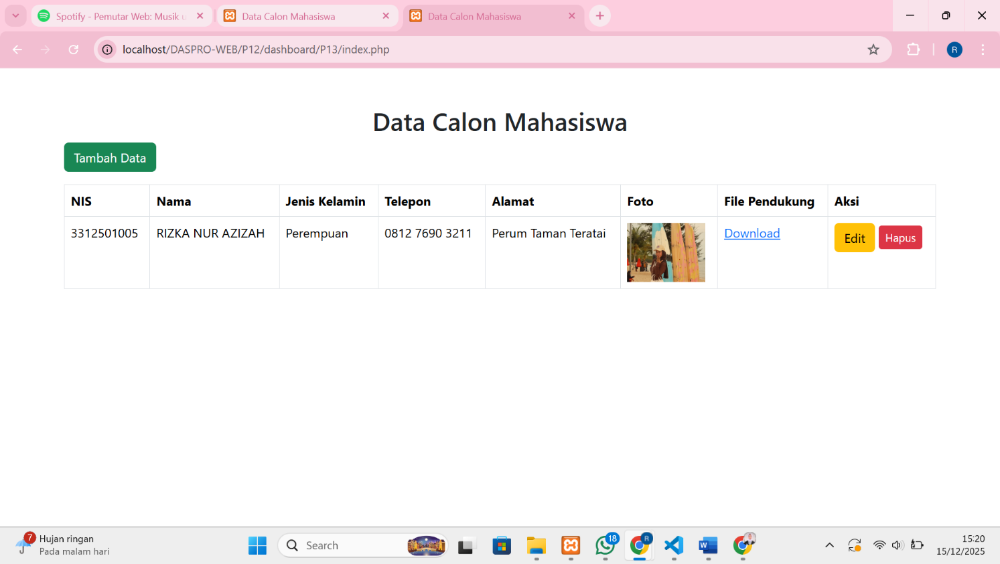 Spotify - Pemutar Web: Musik u
Data Calon Mahasiswa
Data Calon Mahasiswa
localhost/DASPRO-WEB/P12/dashboard/P13/index.php
R
Data Calon Mahasiswa
Tambah Data
NIS Nama Jenis Kelamin Telepon Alamat Foto File Pendukung Aksi
3312501005 RIZKA NUR AZIZAH Perempuan 0812 7690 3211 Perum Taman Teratai Download Edit Hapus
7
Hujan ringan
Pada malam hari
Search
18
R
W
15:20
15/12/2025